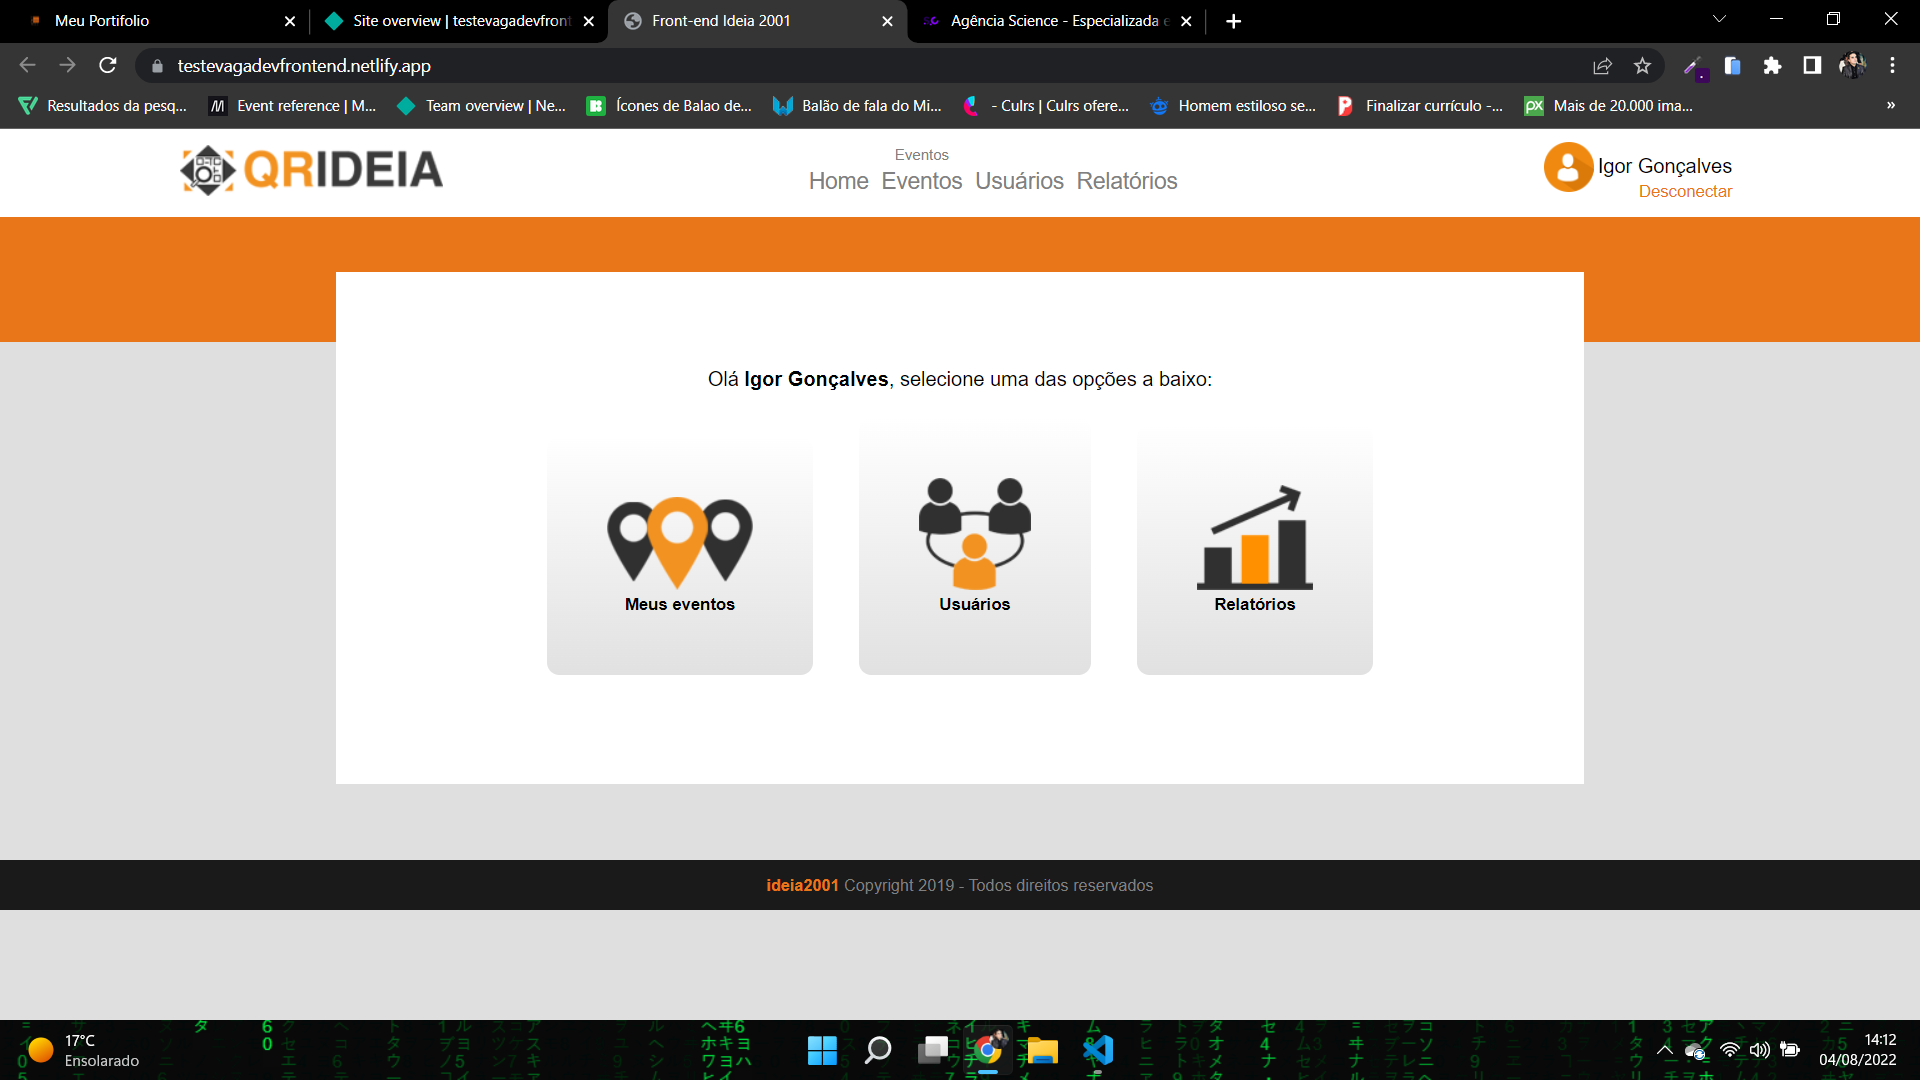 Meu Portifolio
Site overview | testevagadevfront
Front-end Ideia 2001
Agência Science - Especializada e
testevagadevfrontend.netlify.app
Resultados da pesq...
Event reference | M...
Team overview | Ne...
Ícones de Balao de...
Balão de fala do Mi...
- Culrs | Culrs ofere...
Homem estiloso se...
Finalizar currículo -...
Mais de 20.000 ima...
»
QRIDEIA
Eventos
Home Eventos Usuários Relatórios
Igor Gonçalves
Desconectar
Olá Igor Gonçalves, selecione uma das opções a baixo:
Meus eventos
Usuários
Relatórios
ideia2001 Copyright 2019 - Todos direitos reservados
17°C
Ensolarado
14:12
04/08/2022